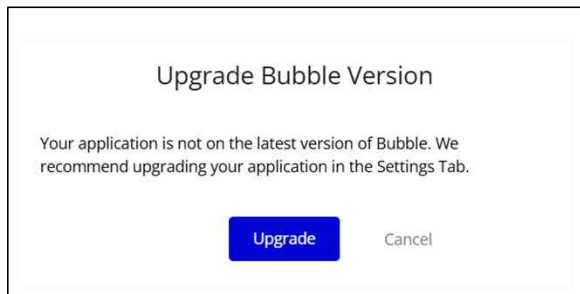 Upgrade Bubble Version
Your application is not on the latest version of Bubble. We
recommend upgrading your application in the Settings Tab.
Upgrade Cancel